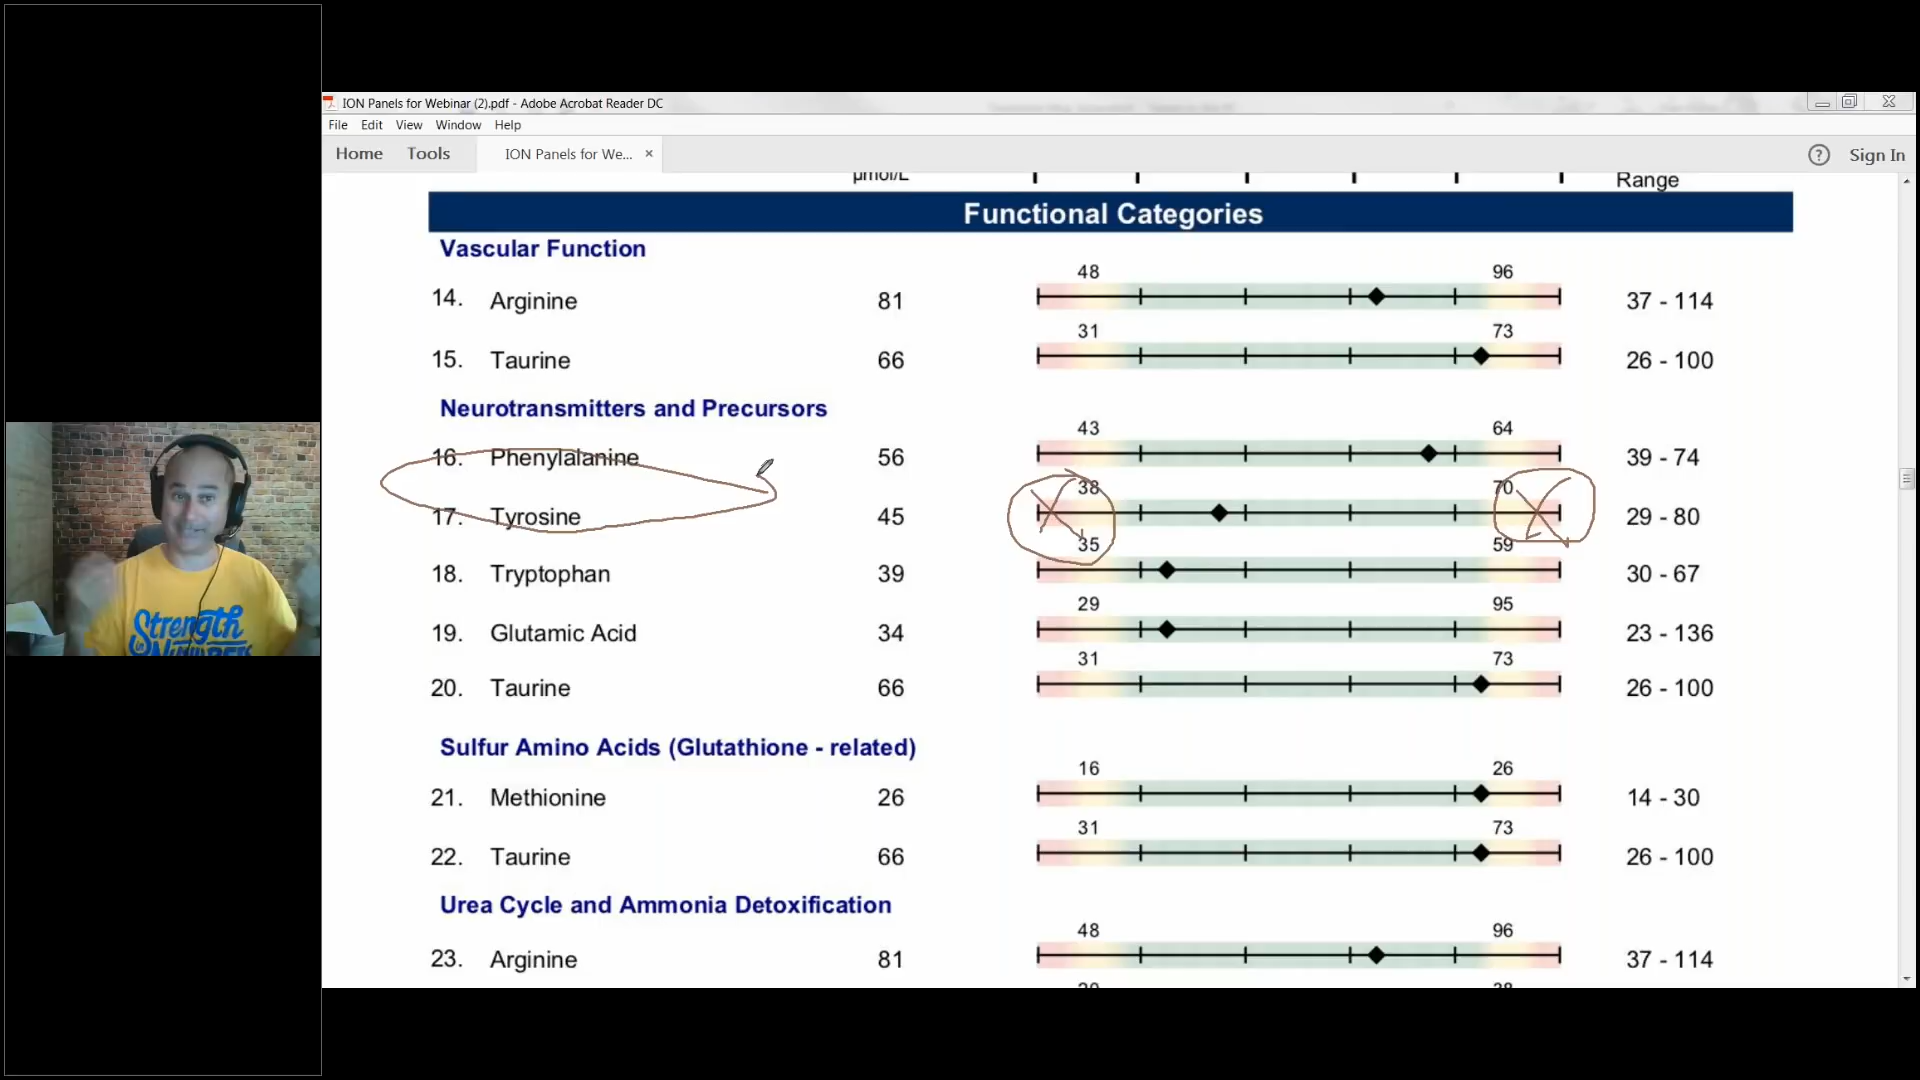 ION Panels for Webinar (2).pdf - Adobe Acrobat Reader DC
File Edit View Window Help
Home Tools ION Panels for We... × ? Sign In
µmol/L Range
Functional Categories
Vascular Function
48 96
14. Arginine 81 37 - 114
31 73
15. Taurine 66 26 - 100
Neurotransmitters and Precursors
43 64
16. Phenylalanine 56 39 - 74
38 70
17. Tyrosine 45 29 - 80
35 59
18. Tryptophan 39 30 - 67
29 95
19. Glutamic Acid 34 23 - 136
31 73
20. Taurine 66 26 - 100
Sulfur Amino Acids (Glutathione - related)
16 26
21. Methionine 26 14 - 30
31 73
22. Taurine 66 26 - 100
Urea Cycle and Ammonia Detoxification
48 96
23. Arginine 81 37 - 114
Strength
in